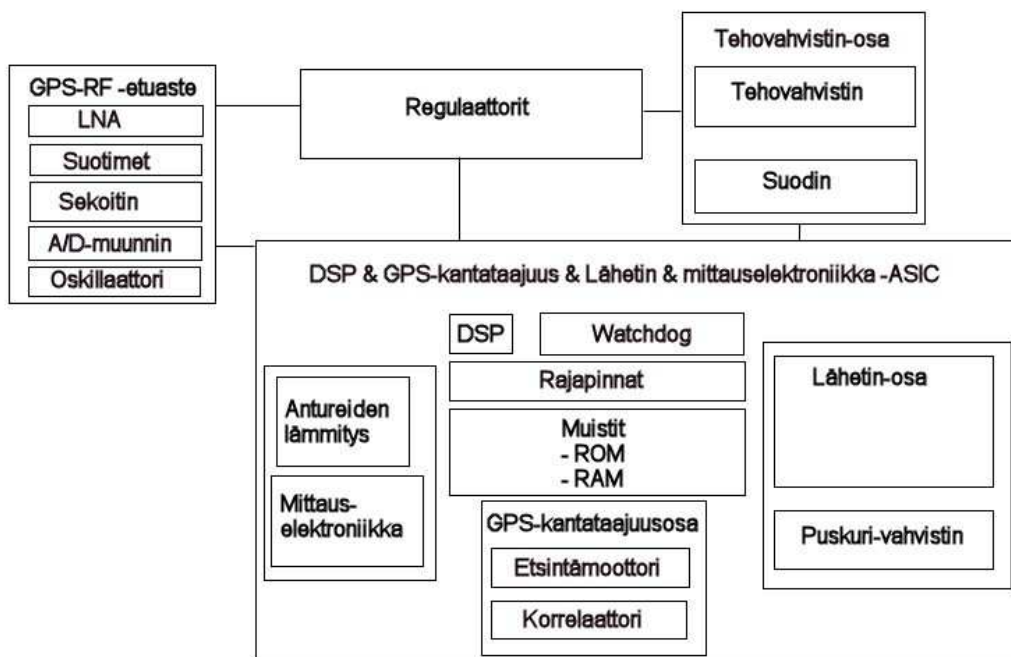 GPS-RF -etuaste
LNA
Suotimet
Sekoitin
A/D-muunnin
Oskillaattori
Regulaattorit
Tehovahvistin-osa
Tehovahvistin
Suodin
DSP & GPS-kantataajuus & Lähetin & mittauselektroniikka -ASIC
DSP
Watchdog
Rajapinnat
Muistit
- ROM
- RAM
Antureiden
lämmitys
Mittaus-
elektroniikka
GPS-kantataajuusosa
Etsintämoottori
Korrelaattori
Lähetin-osa
Puskuri-vahvistin